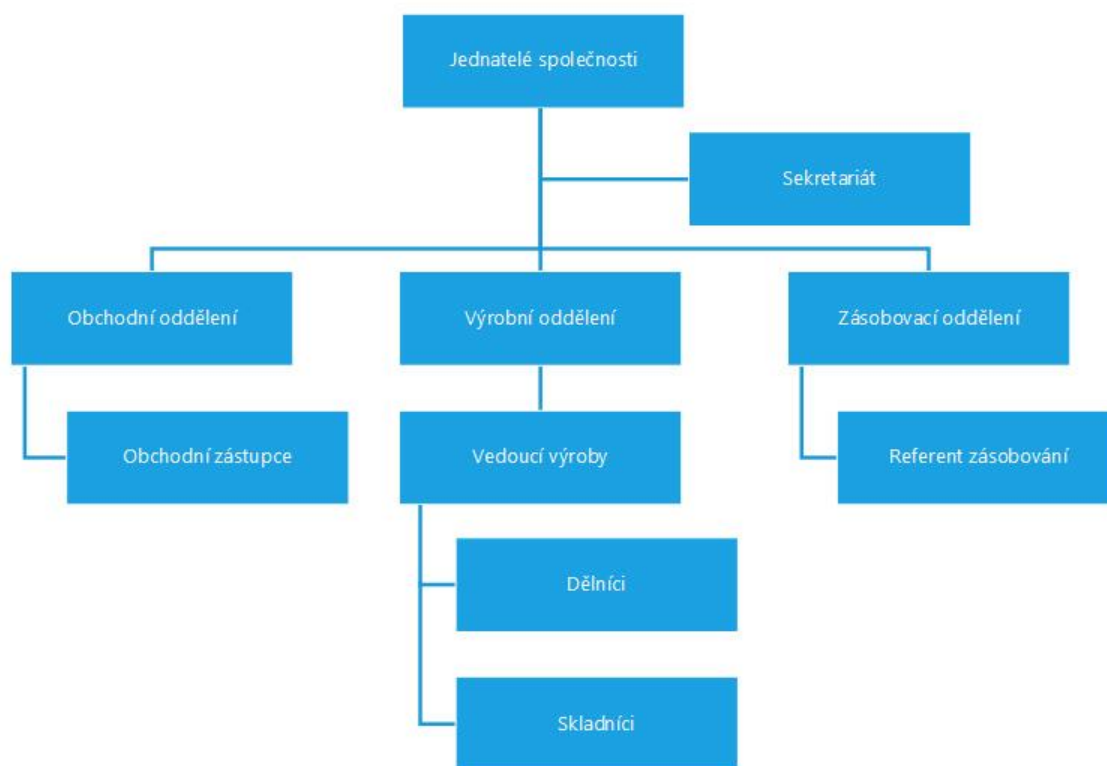 Jednatelé společnosti
Sekretariát
Obchodní oddělení
Výrobní oddělení
Zásobovací oddělení
Obchodní zástupce
Vedoucí výroby
Referent zásobování
Dělníci
Skladníci